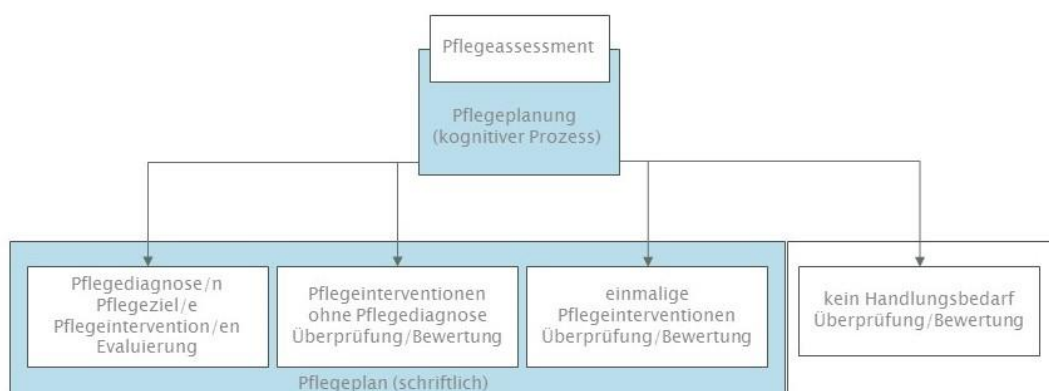 Pflegeassessment
Pflegeplanung
(kognitiver Prozess)
Pflegediagnose/n
Pflegeziel/e
Pflegeintervention/en
Evaluierung
Pflegeinterventionen
ohne Pflegediagnose
Überprüfung/Bewertung
einmalige
Pflegeinterventionen
Überprüfung/Bewertung
kein Handlungsbedarf
Überprüfung/Bewertung
Pflegeplan (schriftlich)